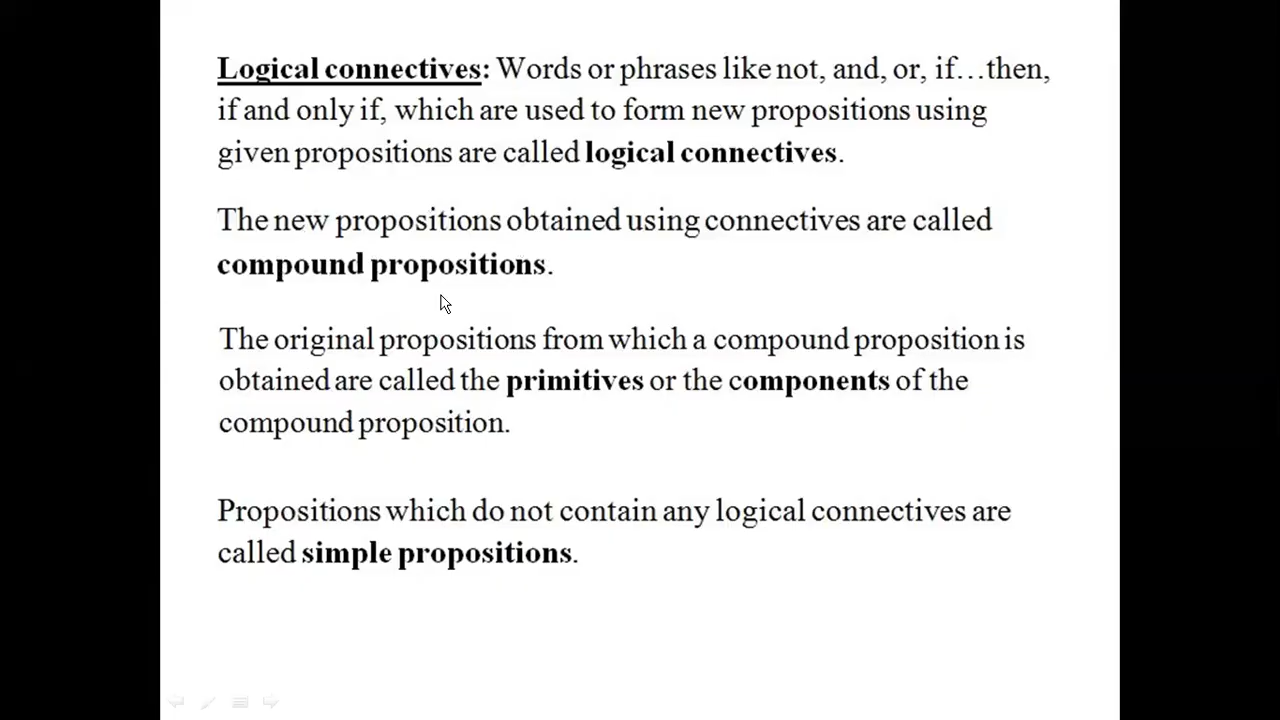 Logical connectives: Words or phrases like not, and, or, if…then,
if and only if, which are used to form new propositions using
given propositions are called logical connectives.
The new propositions obtained using connectives are called
compound propositions.
The original propositions from which a compound proposition is
obtained are called the primitives or the components of the
compound proposition.
Propositions which do not contain any logical connectives are
called simple propositions.